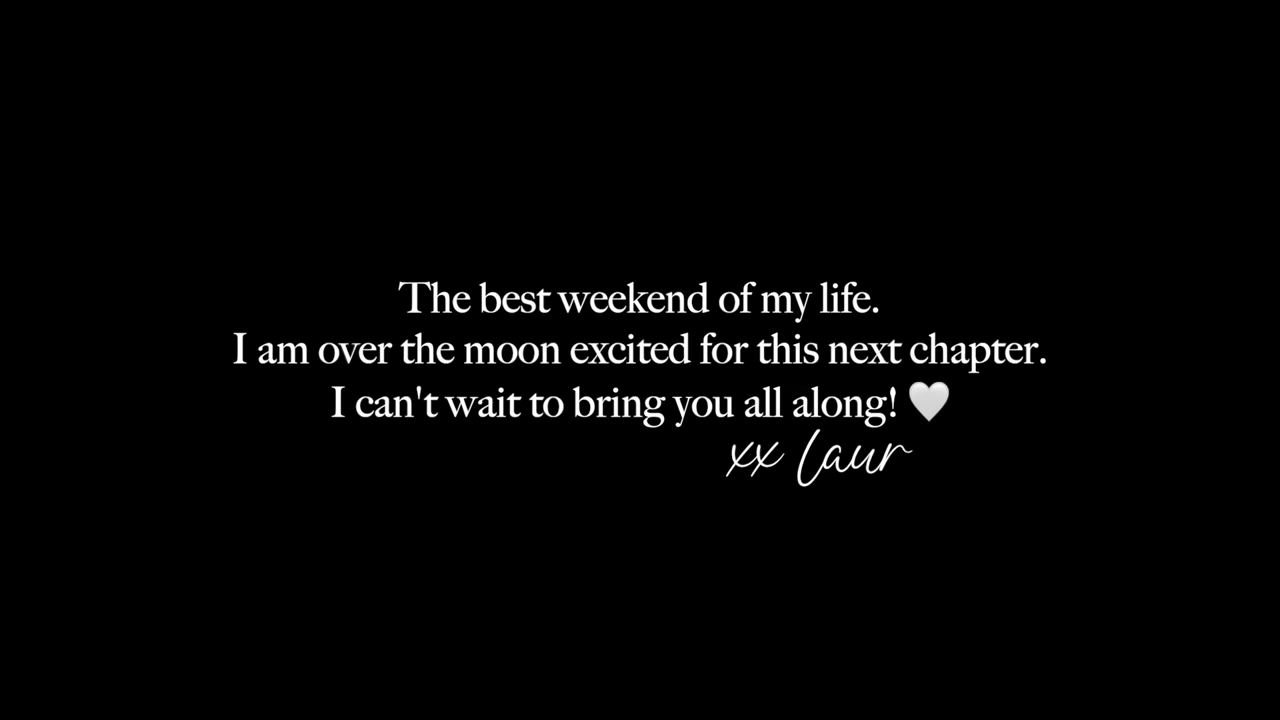 The best weekend of my life.
I am over the moon excited for this next chapter.
I can't wait to bring you all along! 🤍
xx laur